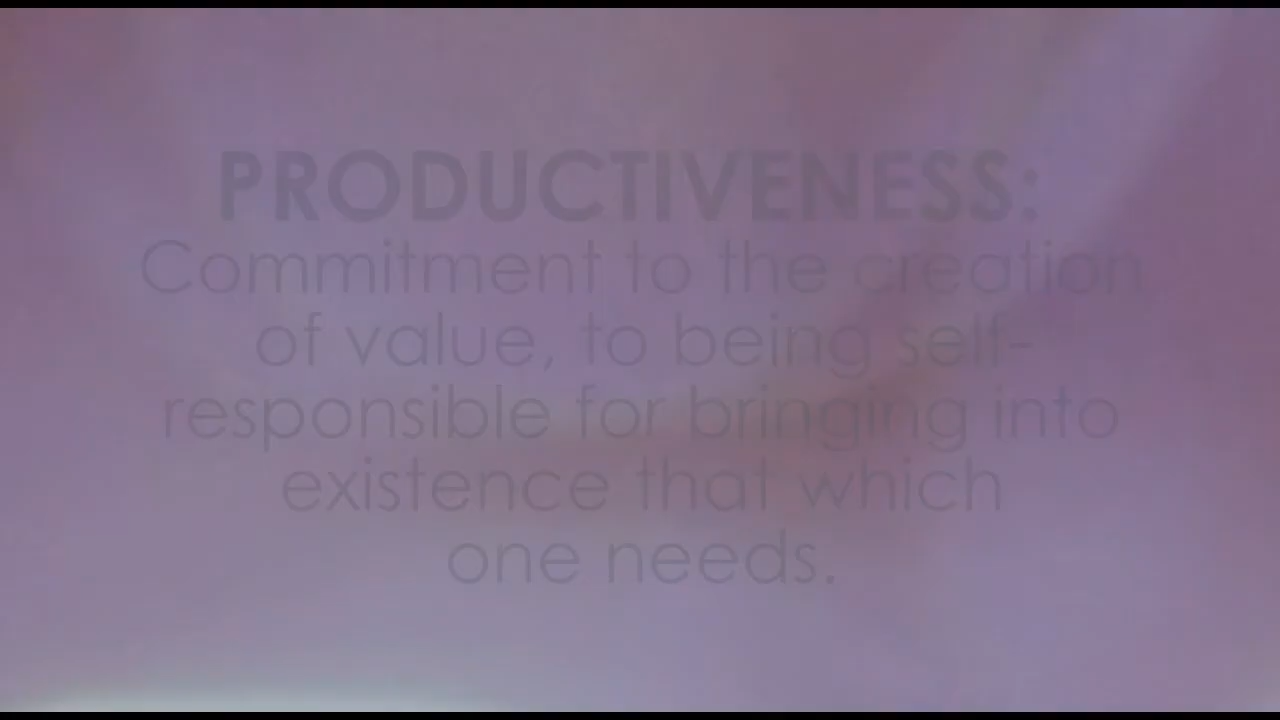 PRODUCTIVENESS:
Commitment to the creation
of value, to being self-
responsible for bringing into
existence that which
one needs.